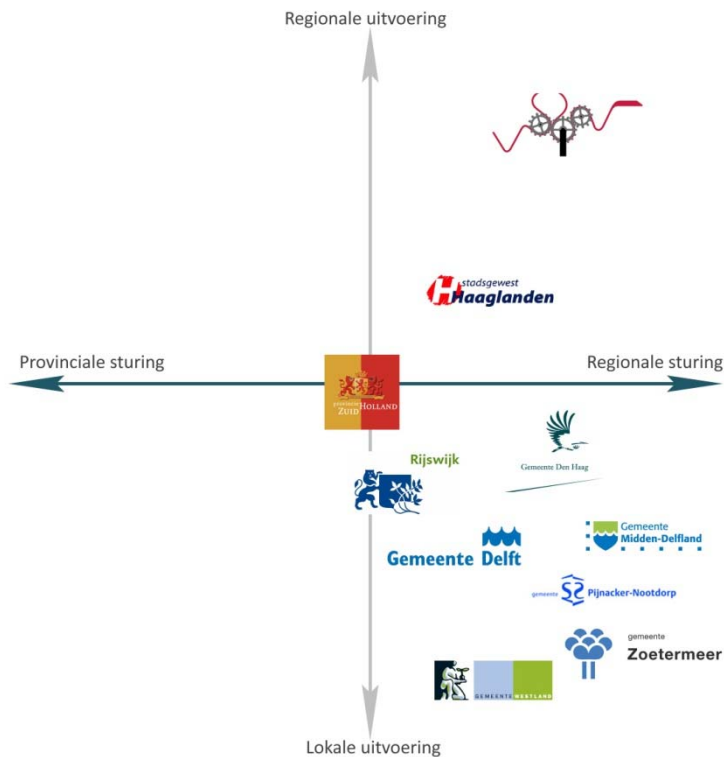 Regionale uitvoering
stadsgewest
Haaglanden
Provinciale sturing
Regionale sturing
provincie
ZUID HOLLAND
Rijswijk
Gemeente Den Haag
Gemeente Delft
Gemeente
Midden-Delfland
gemeente Pijnacker-Nootdorp
gemeente
Zoetermeer
GEMEENTE WESTLAND
Lokale uitvoering